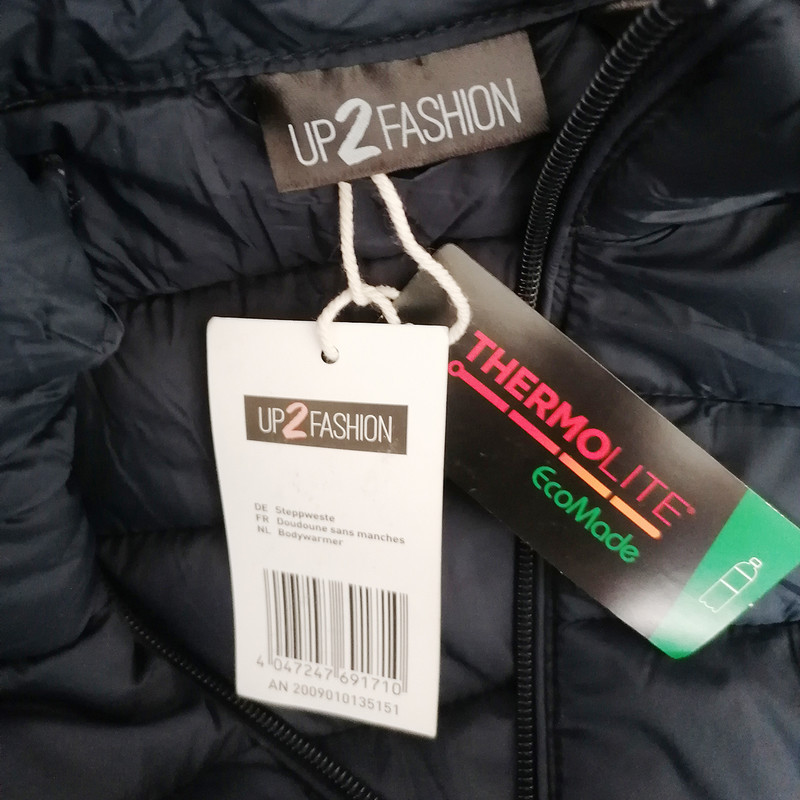 UP2FASHION
THERMOLITE®
EcoMade
UP2FASHION
DE Steppweste
FR Doudoune sans manches
NL Bodywarmer
4 047247 691710
AN 2009010135151